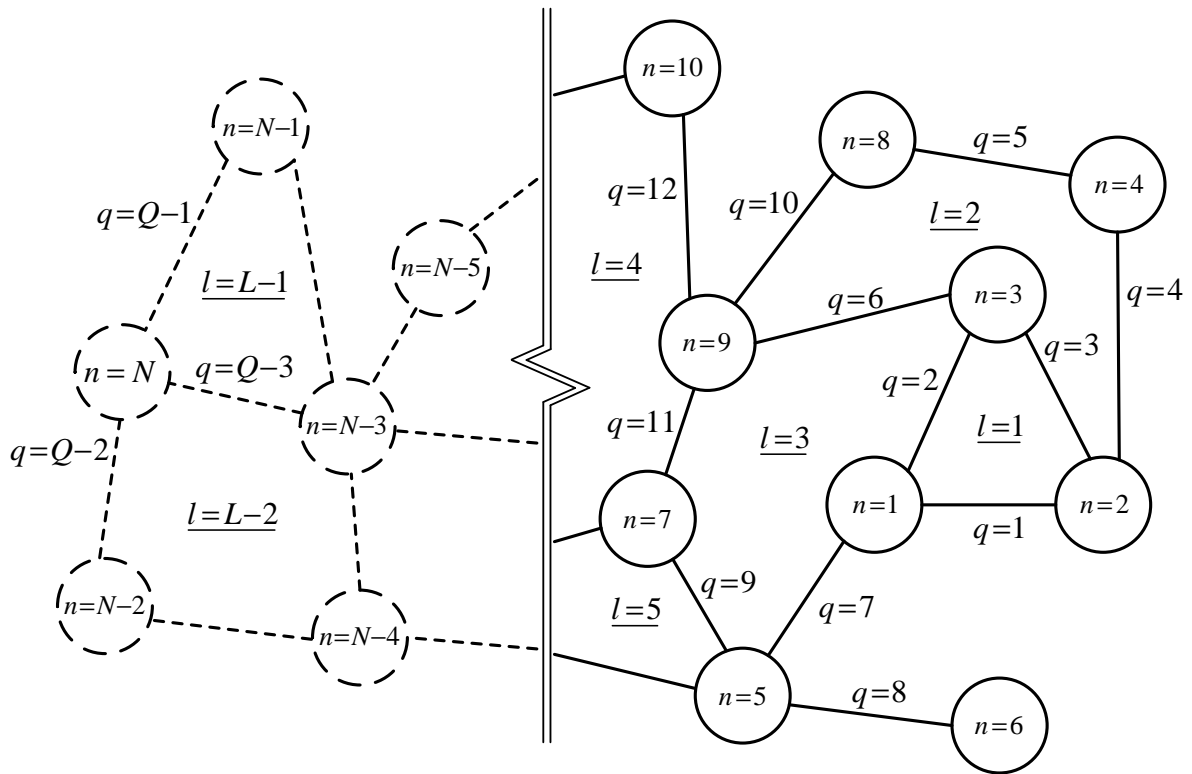 n=N−1
q=Q−1
n=N−5
l=L−1
n=N
q=Q−3
n=N−3
q=Q−2
l=L−2
n=N−2
n=N−4
n=10
n=8
q=5
n=4
q=12
q=10
l=2
l=4
n=3
q=4
q=6
n=9
q=3
q=2
q=11
l=3
l=1
n=7
n=1
n=2
q=1
q=9
l=5
q=7
n=5
q=8
n=6